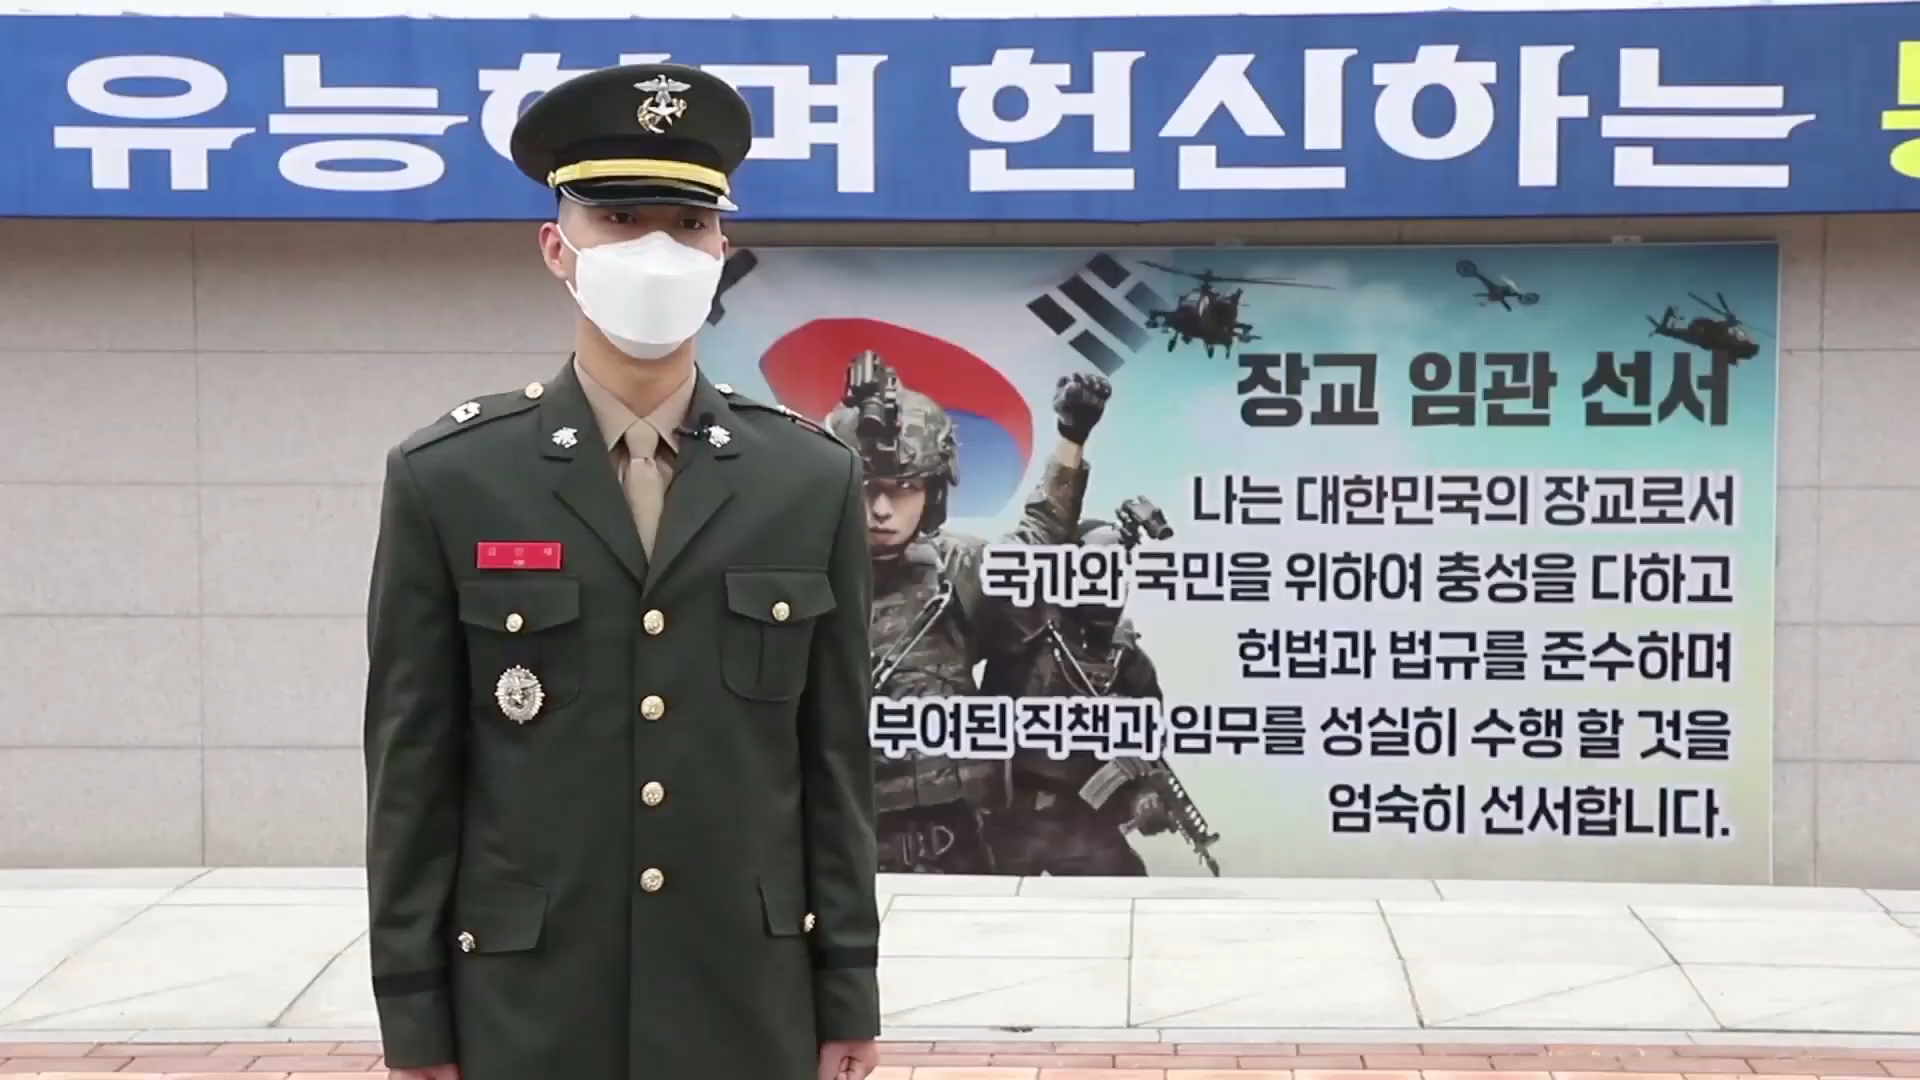 유능하며 헌신하는
장교 임관 선서
나는 대한민국의 장교로서
국가와 국민을 위하여 충성을 다하고
헌법과 법규를 준수하며
부여된 직책과 임무를 성실히 수행 할 것을
엄숙히 선서합니다.